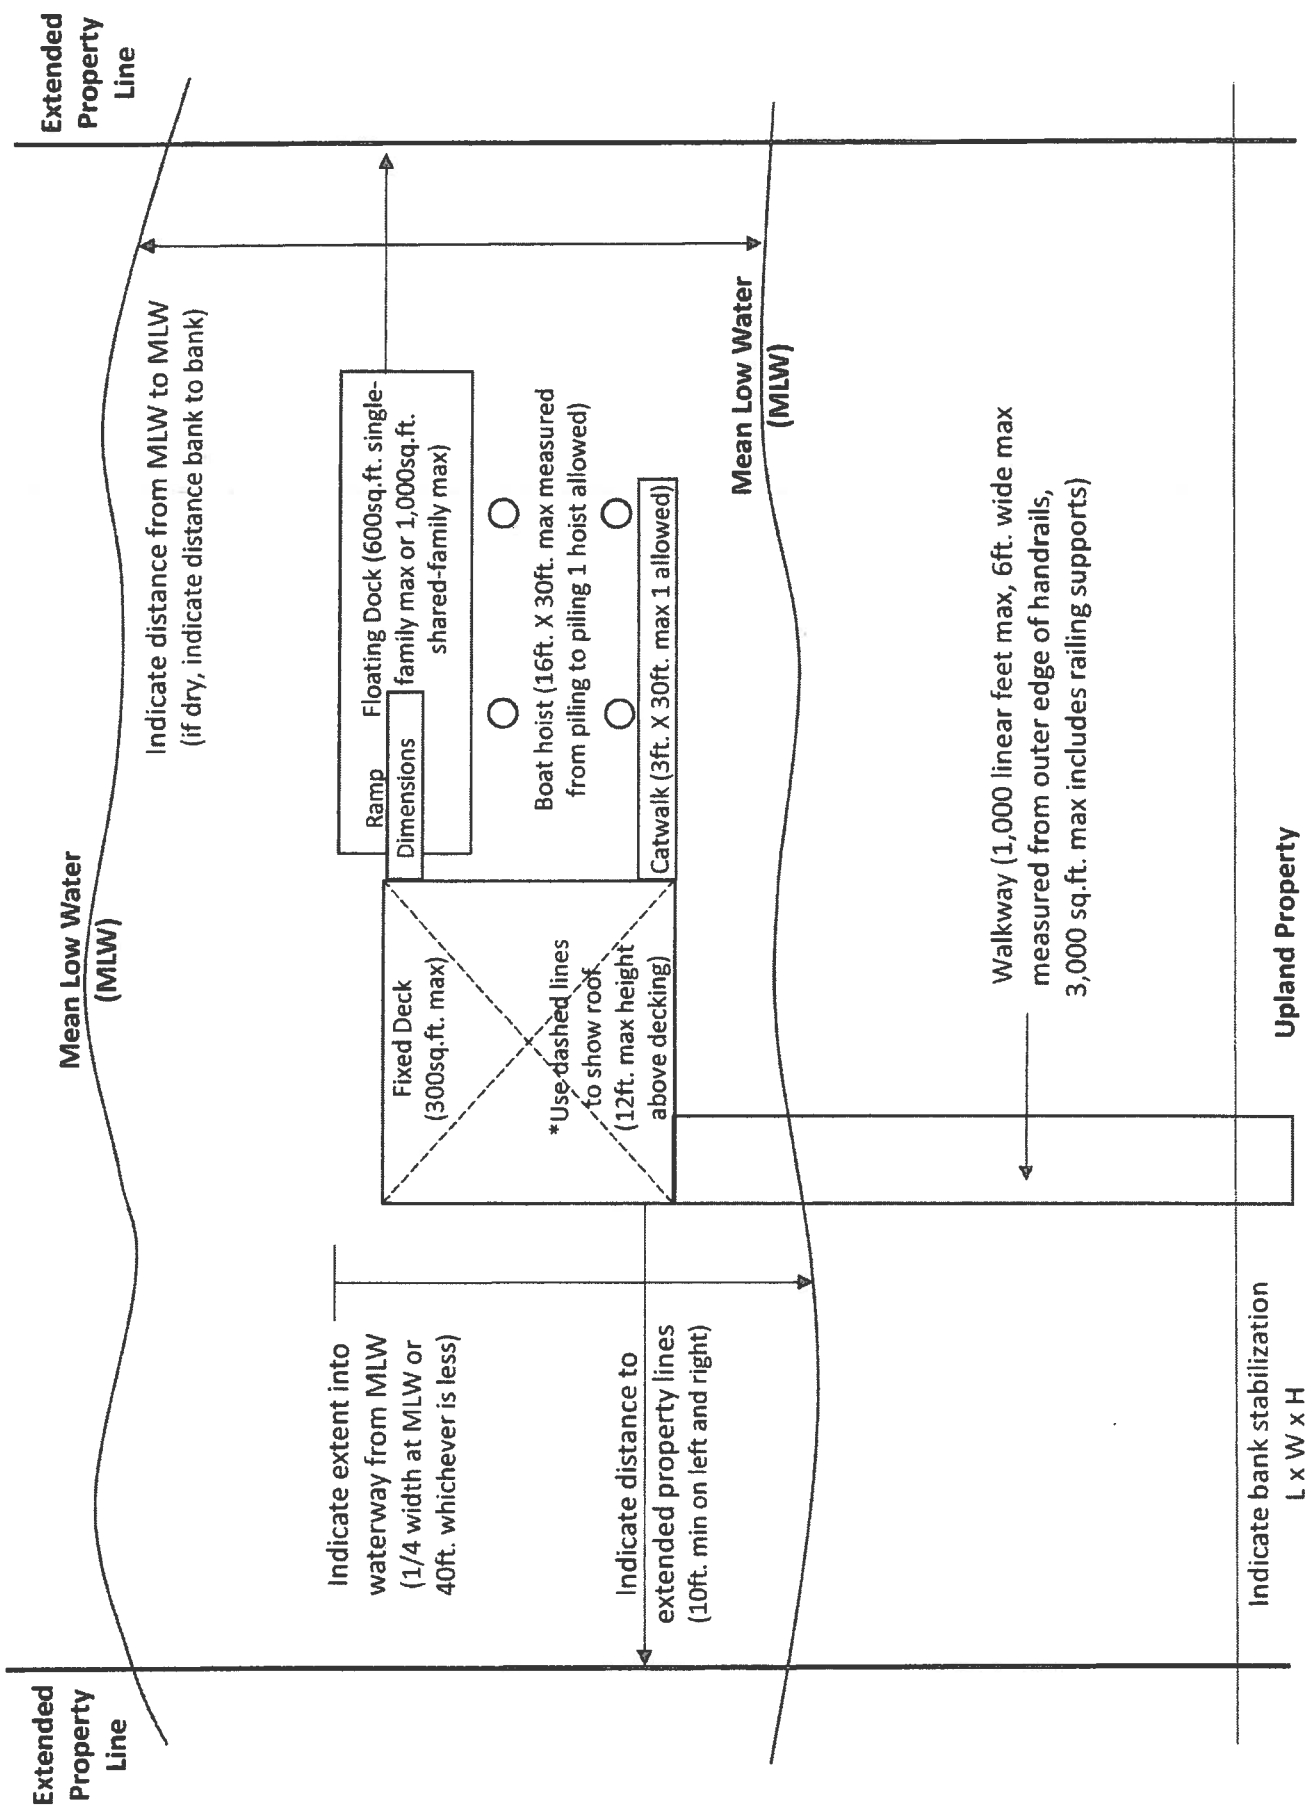 Extended
Property
Line
Extended
Property
Line
Mean Low Water
(MLW)
Indicate distance from MLW to MLW
(if dry, indicate distance bank to bank)
Indicate extent into
waterway from MLW
(1/4 width at MLW or
40ft. whichever is less)
Fixed Deck
(300sq.ft. max)
*Use dashed lines
to show roof
(12ft. max height
above decking)
Ramp
Dimensions
Floating Dock (600sq.ft. single-
family max or 1,000sq.ft.
shared-family max)
Boat hoist (16ft. X 30ft. max measured
from piling to piling 1 hoist allowed)
Catwalk (3ft. X 30ft. max 1 allowed)
Indicate distance to
extended property lines
(10ft. min on left and right)
Mean Low Water
(MLW)
Walkway (1,000 linear feet max, 6ft. wide max
measured from outer edge of handrails,
3,000 sq.ft. max includes railing supports)
Indicate bank stabilization
L x W x H
Upland Property